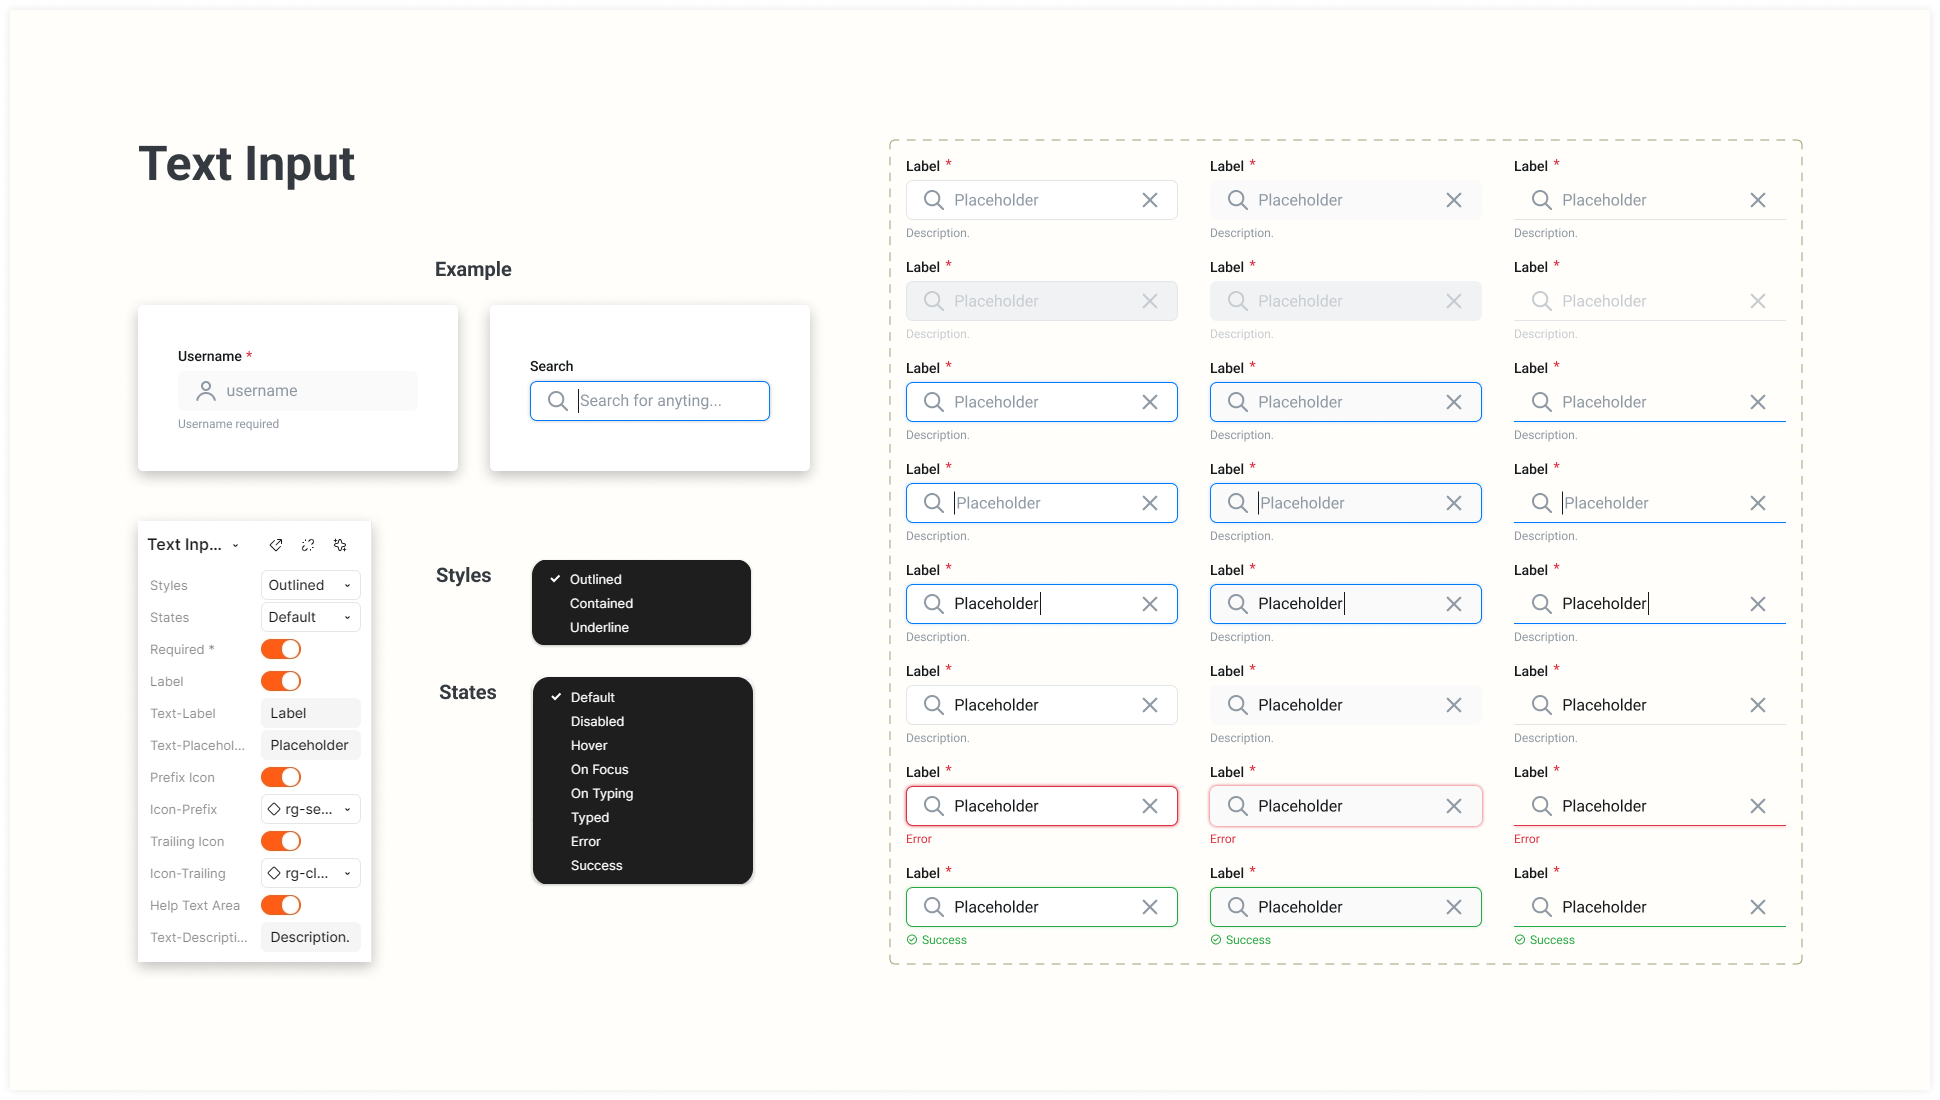 Text Input
Example
Username *
username
Username required
Search
Search for anyting...
Text Inp...
Styles Outlined
States Default
Required *
Label
Text-Label Label
Text-Placehol... Placeholder
Prefix Icon
Icon-Prefix rg-se...
Trailing Icon
Icon-Trailing rg-cl...
Help Text Area
Text-Descripti... Description.
Styles
Outlined
Contained
Underline
States
Default
Disabled
Hover
On Focus
On Typing
Typed
Error
Success
Label * Label * Label *
Placeholder Placeholder Placeholder
Description. Description. Description.
Label * Label * Label *
Placeholder Placeholder Placeholder
Description. Description. Description.
Label * Label * Label *
Placeholder Placeholder Placeholder
Description. Description. Description.
Label * Label * Label *
Placeholder Placeholder Placeholder
Description. Description. Description.
Label * Label * Label *
Placeholder Placeholder Placeholder
Description. Description. Description.
Label * Label * Label *
Placeholder Placeholder Placeholder
Description. Description. Description.
Label * Label * Label *
Placeholder Placeholder Placeholder
Error Error Error
Label * Label * Label *
Placeholder Placeholder Placeholder
Success Success Success